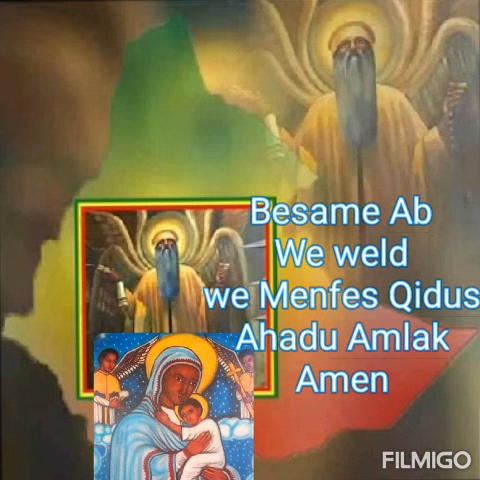 Besame Ab
We weld
we Menfes Qidus
Ahadu Amlak
Amen
FILMIGO